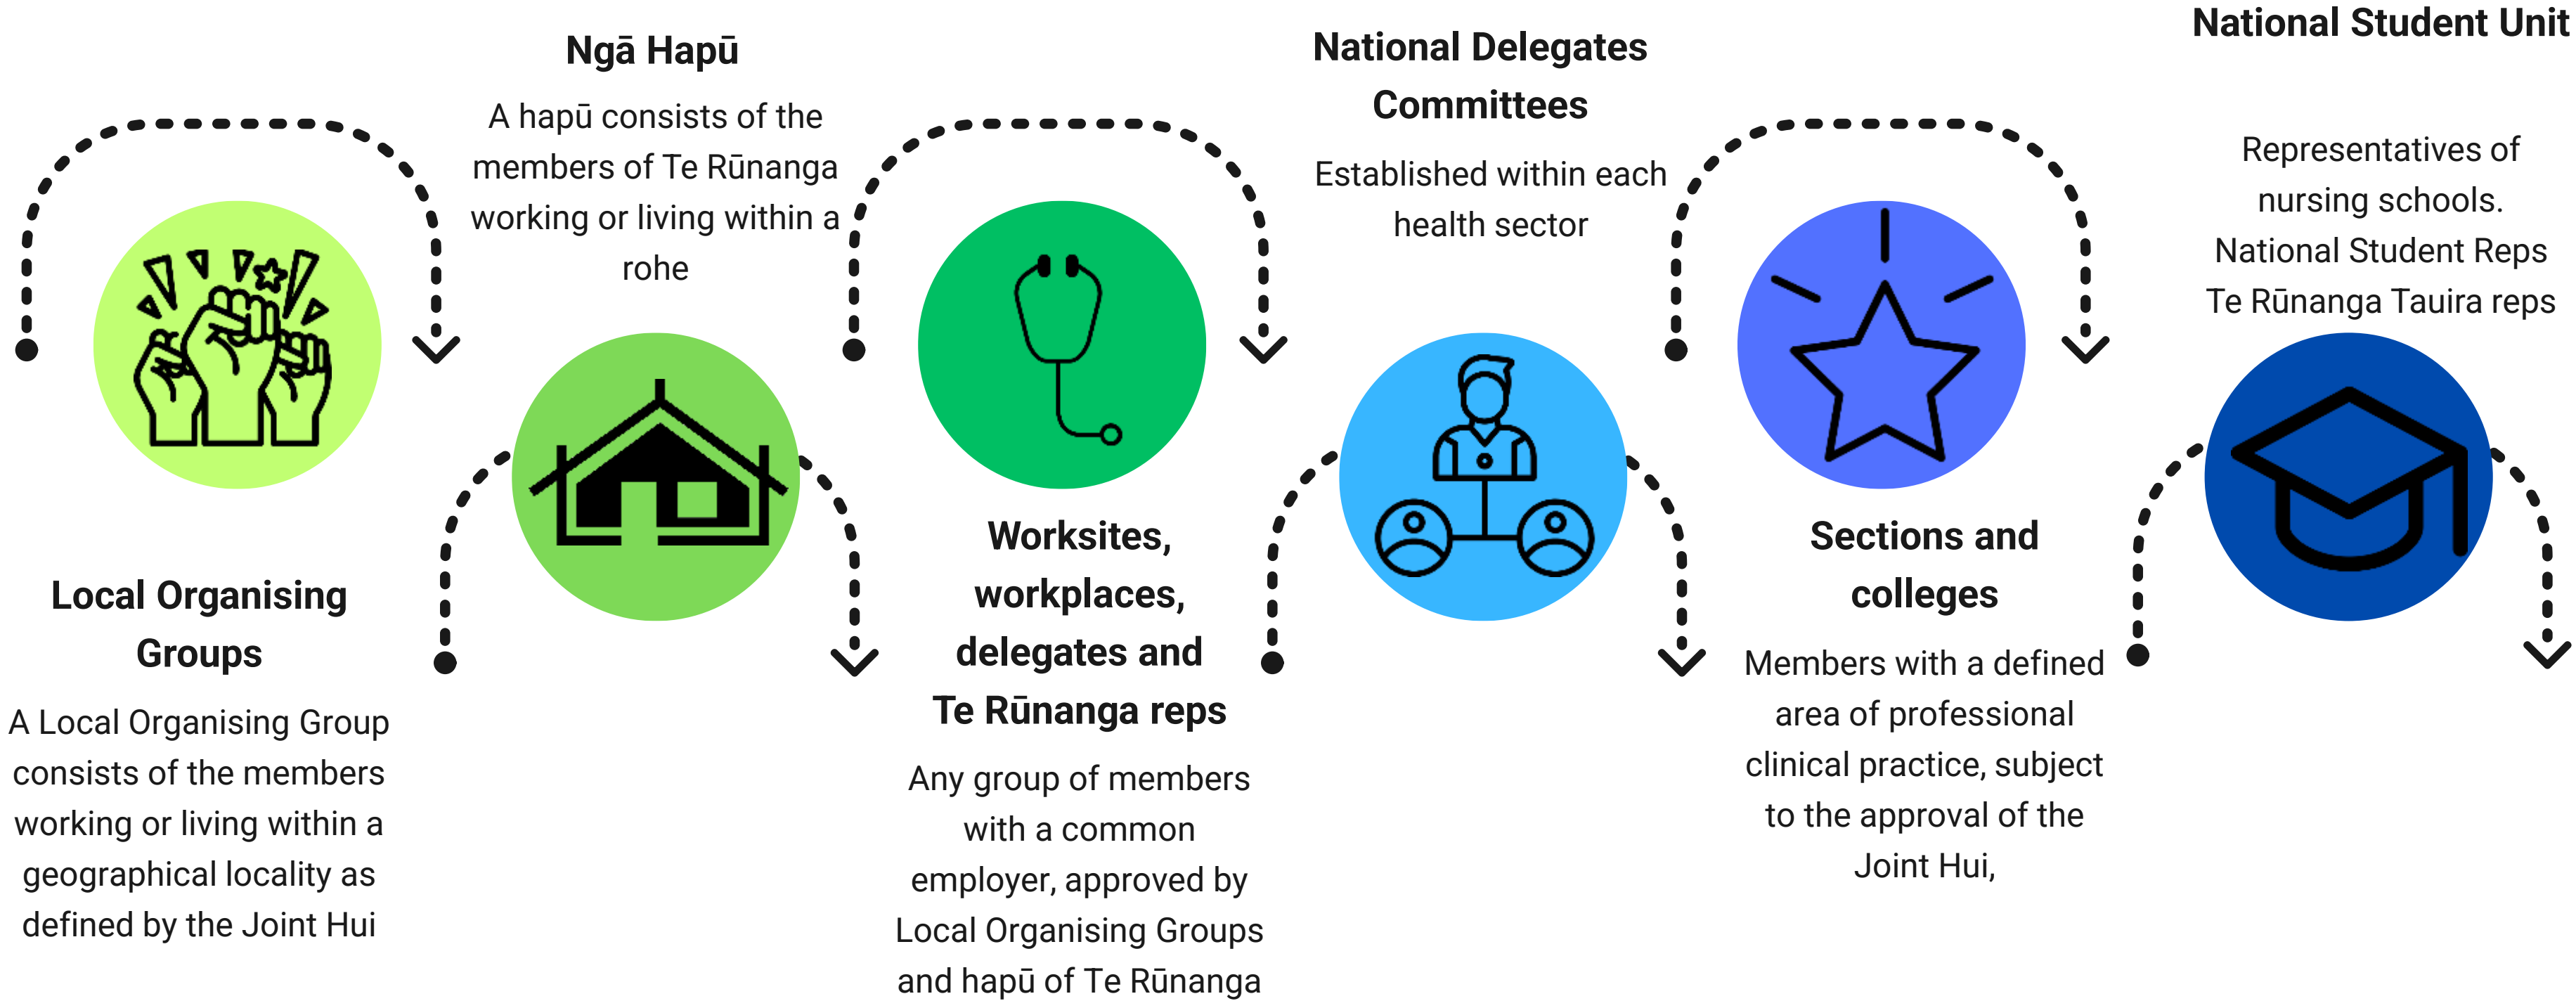 Local Organising
Groups
A Local Organising Group
consists of the members
working or living within a
geographical locality as
defined by the Joint Hui
Ngā Hapū
A hapū consists of the
members of Te Rūnanga
working or living within a
rohe
Worksites,
workplaces,
delegates and
Te Rūnanga reps
Any group of members
with a common
employer, approved by
Local Organising Groups
and hapū of Te Rūnanga
National Delegates
Committees
Established within each
health sector
Sections and
colleges
Members with a defined
area of professional
clinical practice, subject
to the approval of the
Joint Hui,
National Student Unit
Representatives of
nursing schools.
National Student Reps
Te Rūnanga Tauira reps